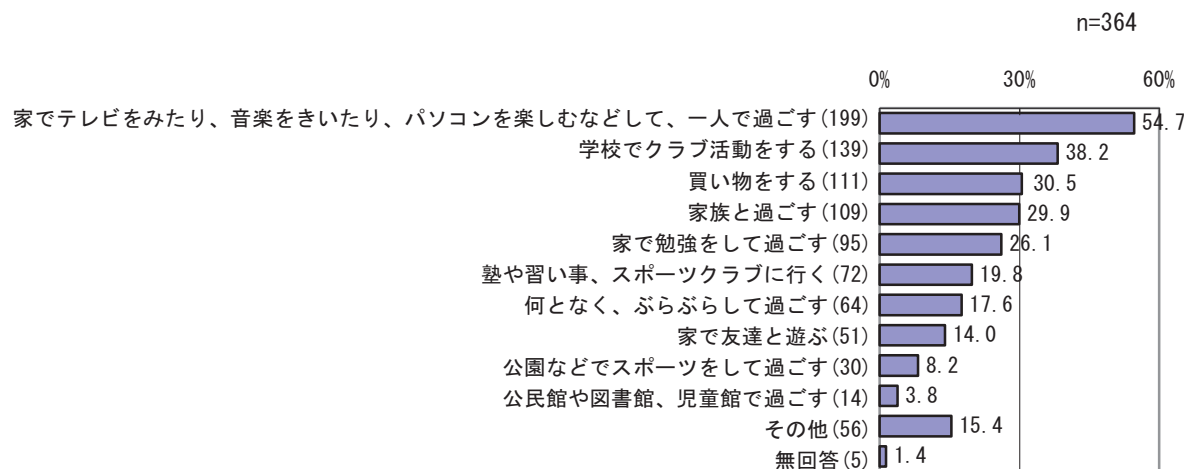 n=364
0% 30% 60%
家でテレビをみたり、音楽をきいたり、パソコンを楽しむなどして、一人で過ごす(199) 54.7
学校でクラブ活動をする(139) 38.2
買い物をする(111) 30.5
家族と過ごす(109) 29.9
家で勉強をして過ごす(95) 26.1
塾や習い事、スポーツクラブに行く(72) 19.8
何となく、ぶらぶらして過ごす(64) 17.6
家で友達と遊ぶ(51) 14.0
公園などでスポーツをして過ごす(30) 8.2
公民館や図書館、児童館で過ごす(14) 3.8
その他(56) 15.4
無回答(5) 1.4